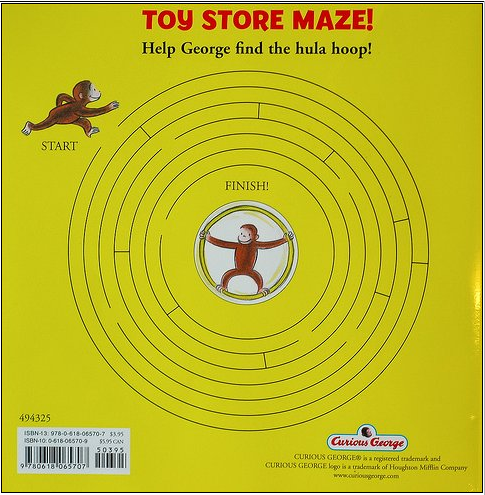 TOY STORE MAZE!
Help George find the hula hoop!
START
FINISH!
494325
ISBN-13: 978-0-618-06570-7 $3.95
ISBN-10: 0-618-06570-9 $5.95 CAN
50395
9 780618 065707
Curious George
CURIOUS GEORGE® is a registered trademark and
CURIOUS GEORGE logo is a trademark of Houghton Mifflin Company
www.curiousgeorge.com